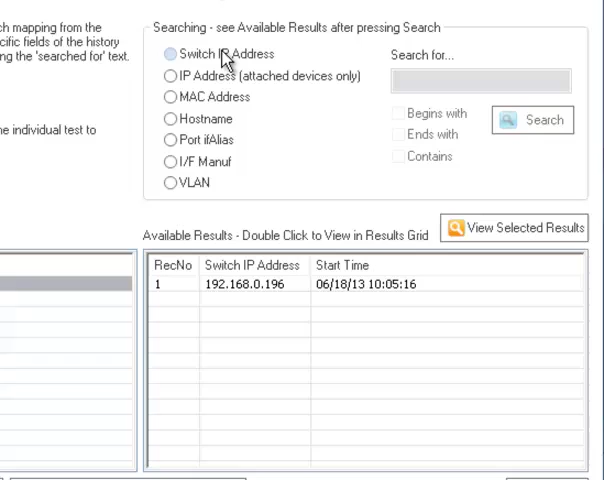 ch mapping from the
cific fields of the history
ng the 'searched for' text.
ne individual test to
Searching - see Available Results after pressing Search
Switch IP Address
IP Address (attached devices only)
MAC Address
Hostname
Port ifAlias
I/F Manuf
VLAN
Search for...
Begins with
Ends with
Contains
Search
Available Results - Double Click to View in Results Grid
View Selected Results
RecNo Switch IP Address Start Time
1 192.168.0.196 06/18/13 10:05:16